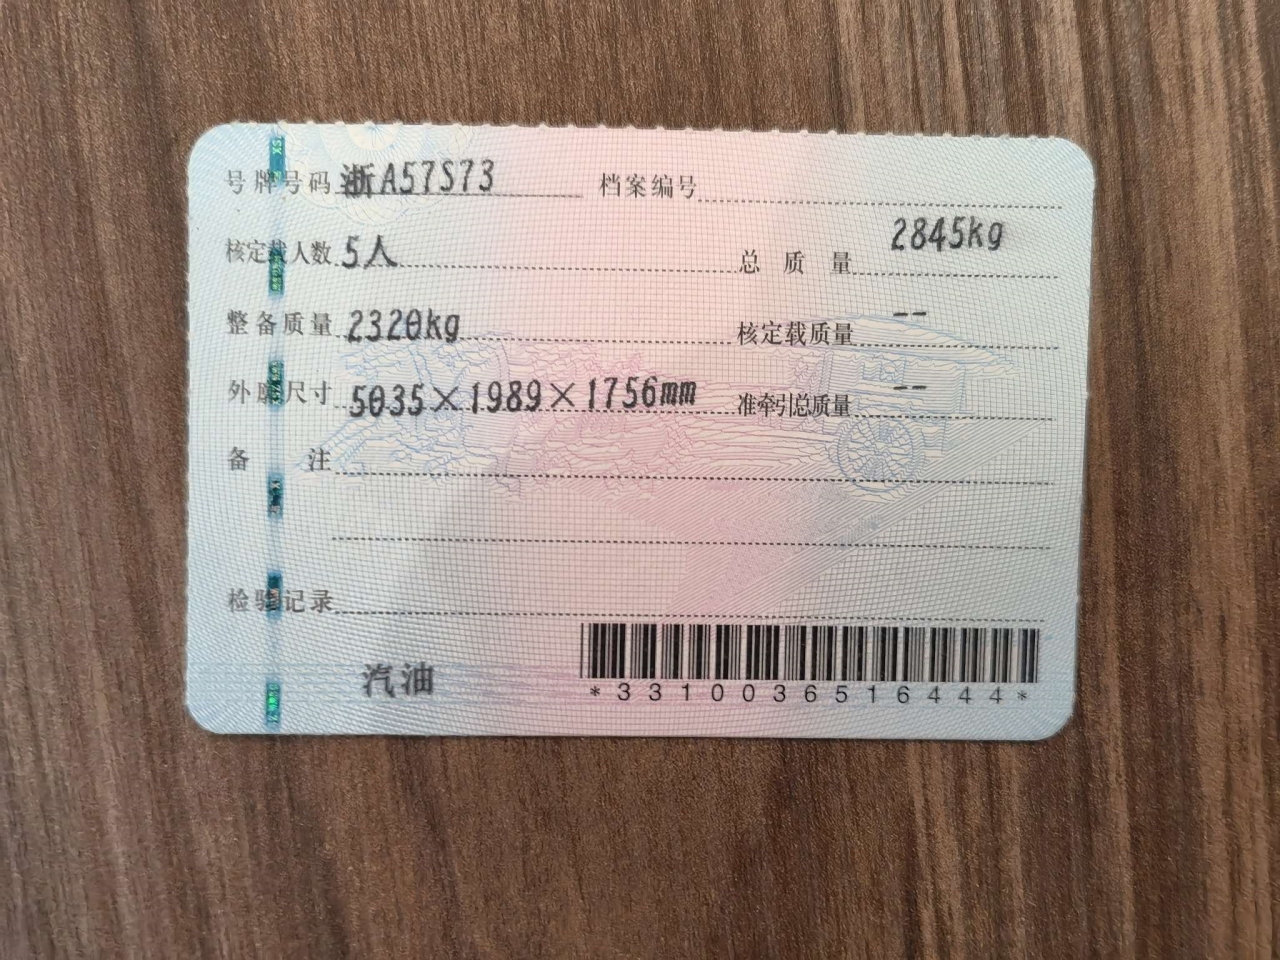 号牌号码 浙A57S73 档案编号
核定载人数 5人 总质量 2845kg
整备质量 2320kg 核定载质量 --
外廓尺寸 5035×1989×1756mm 准牵引总质量 --
备注
检验记录
汽油 *3310036516444*